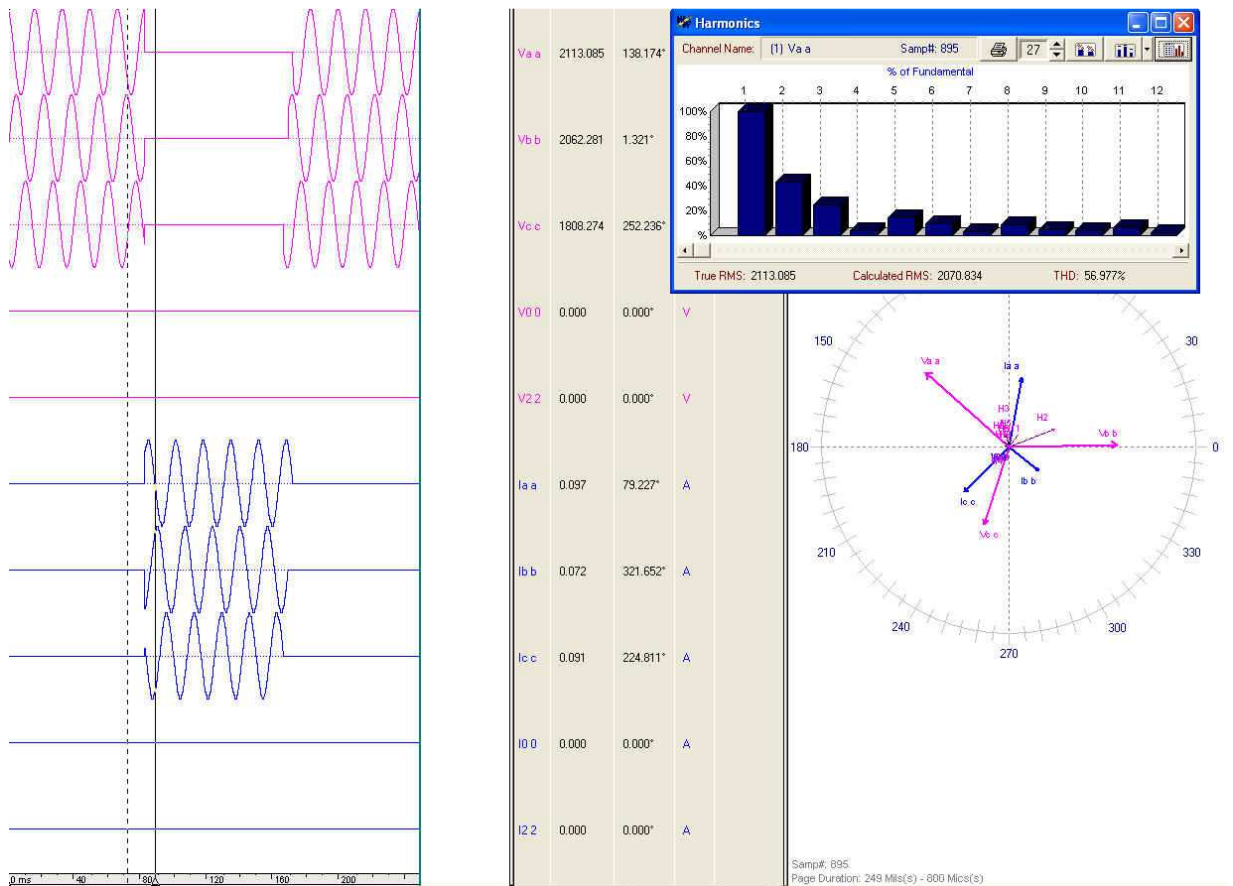 Harmonics
Channel Name: (1) Va a Samp#: 895 27
% of Fundamental
1 2 3 4 5 6 7 8 9 10 11 12
100%
80%
60%
40%
20%
%
True RMS: 2113.085 Calculated RMS: 2070.834 THD: 56.977%
Va a 2113.085 138.174°
Vb b 2062.281 1.321°
Vc c 1808.274 252.236°
V0 0 0.000 0.000° V
V2 2 0.000 0.000° V
Ia a 0.097 79.227° A
Ib b 0.072 321.652° A
Ic c 0.091 224.811° A
I0 0 0.000 0.000° A
I2 2 0.000 0.000° A
150
30
Va a
Ia a
H3
H2
Vb b
180
0
Ib b
Ic c
Vc c
210
330
240
300
270
,0 ms 40 80 120 160 200
Samp#: 895
Page Duration: 249 Mils(s) - 800 Mics(s)